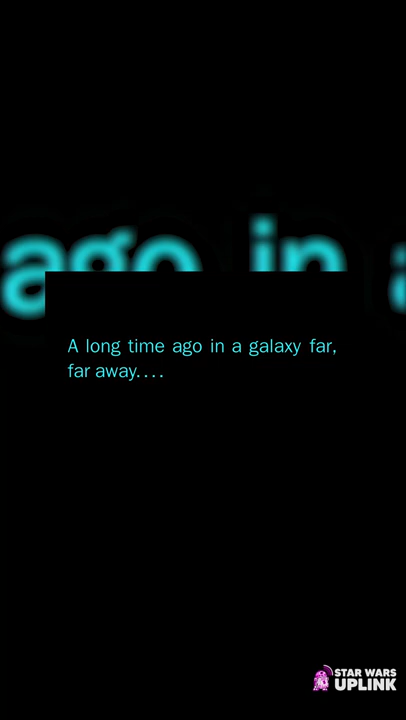 ago in a
A long time ago in a galaxy far,
far away....
STAR WARS
UPLINK